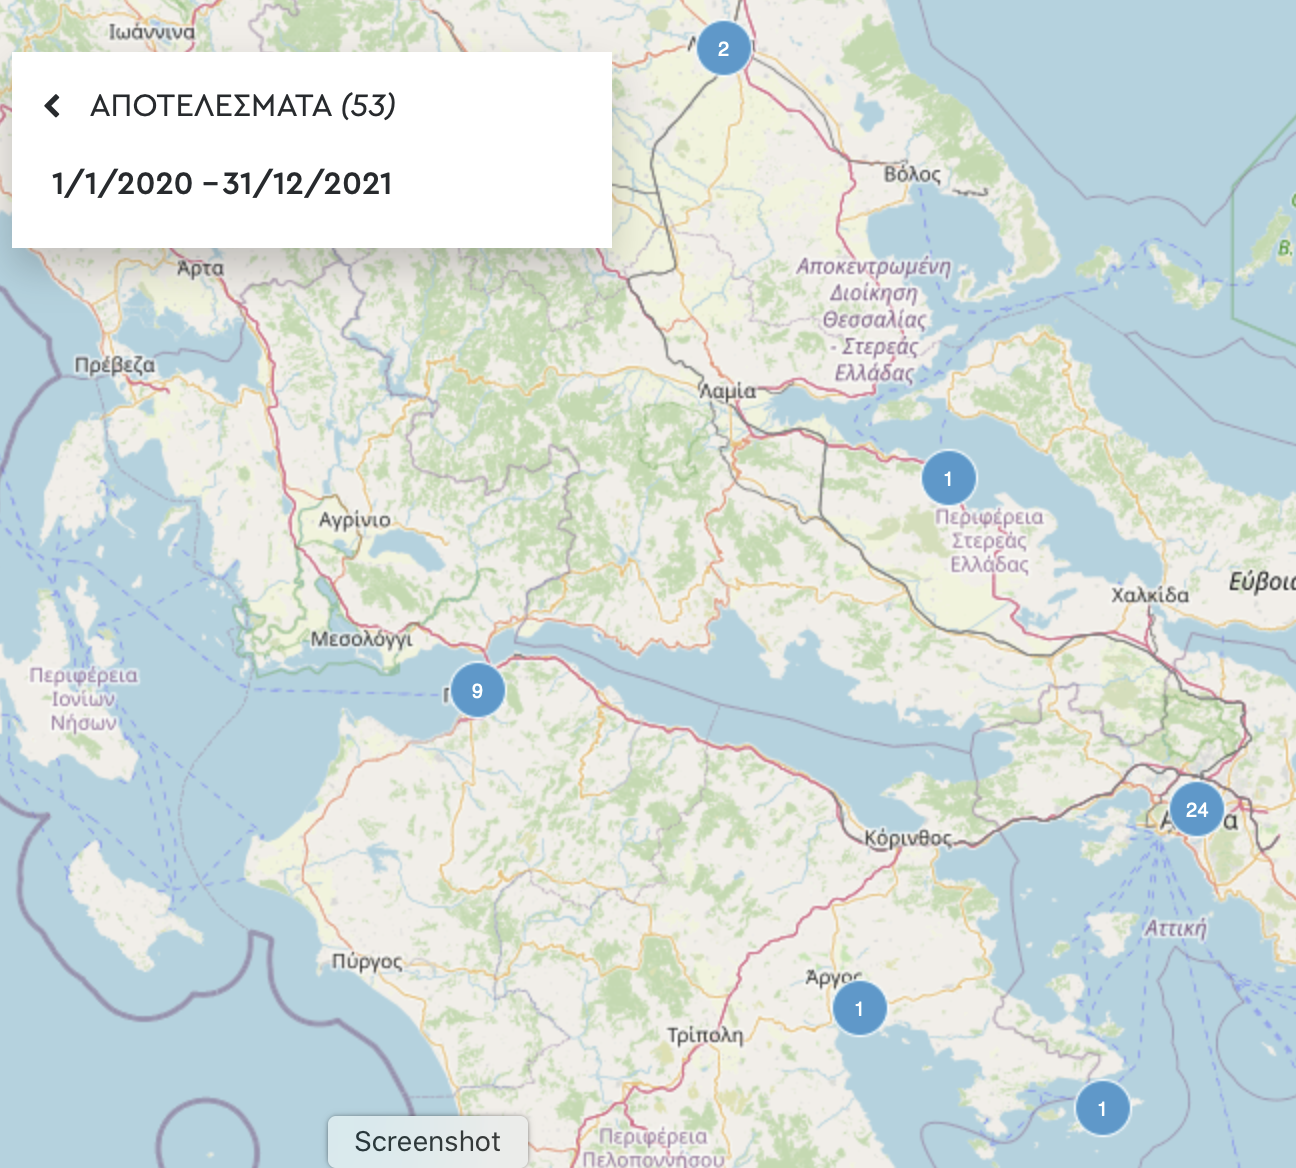 Ιωάννινα
2
ΑΠΟΤΕΛΕΣΜΑΤΑ (53)
1/1/2020 – 31/12/2021
Βόλος
Άρτα
Αποκεντρωμένη
Διοίκηση
Θεσσαλίας
- Στερεάς
Ελλάδας
Β.
Πρέβεζα
Λαμία
1
Περιφέρεια
Στερεάς
Ελλάδας
Αγρίνιο
Χαλκίδα
Εύβοια
Μεσολόγγι
Περιφέρεια
Ιονίων
Νήσων
9
24
Κόρινθος
Αττική
Πύργος
Άργος
1
Τρίπολη
1
Screenshot
Περιφέρεια
Πελοποννήσου